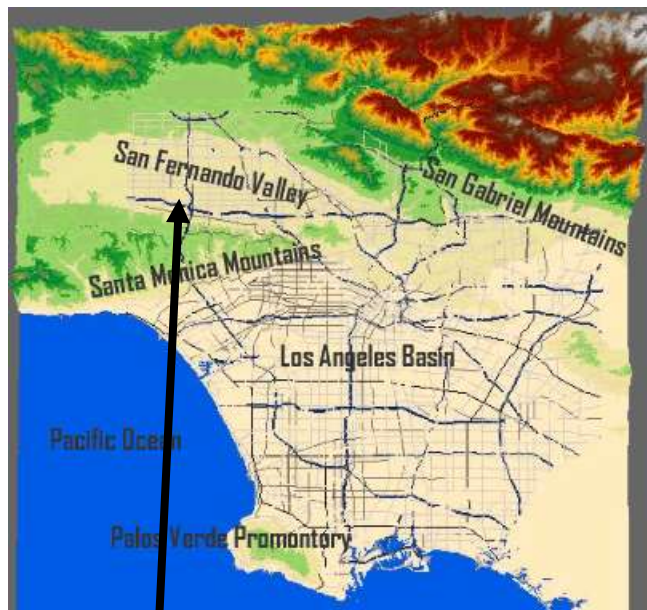 San Fernando Valley
San Gabriel Mountains
Santa Monica Mountains
Los Angeles Basin
Pacific Ocean
Palos Verde Promontory